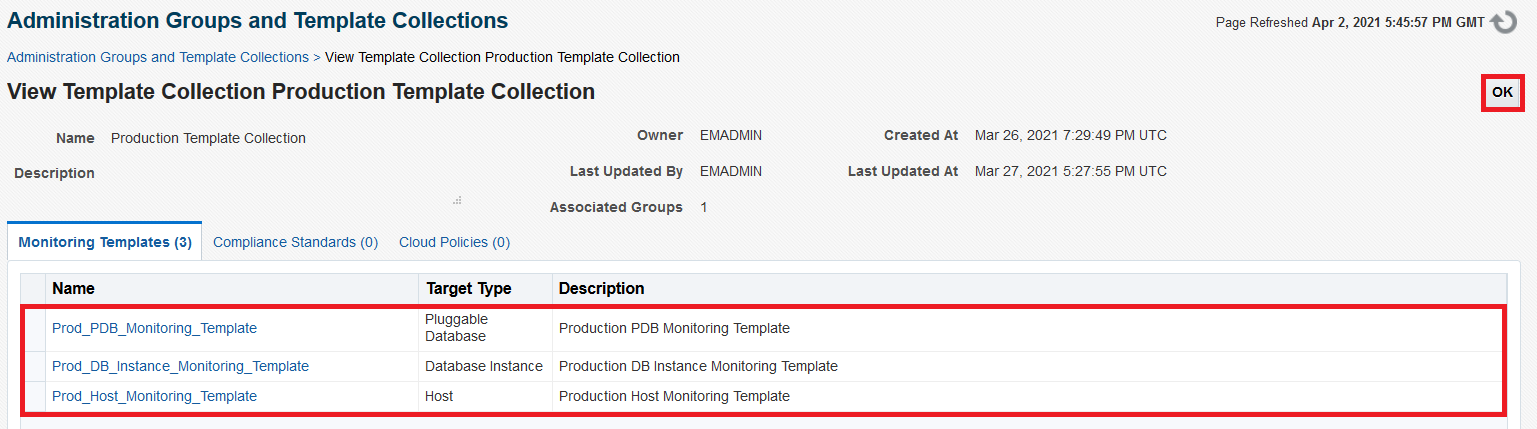 Administration Groups and Template Collections
Page Refreshed Apr 2, 2021 5:45:57 PM GMT
Administration Groups and Template Collections > View Template Collection Production Template Collection
View Template Collection Production Template Collection
OK
Name Production Template Collection
Owner EMADMIN
Created At Mar 26, 2021 7:29:49 PM UTC
Description
Last Updated By EMADMIN
Last Updated At Mar 27, 2021 5:27:55 PM UTC
Associated Groups 1
Monitoring Templates (3) Compliance Standards (0) Cloud Policies (0)
Name Target Type Description
Prod_PDB_Monitoring_Template
Pluggable
Database
Production PDB Monitoring Template
Prod_DB_Instance_Monitoring_Template Database Instance Production DB Instance Monitoring Template
Prod_Host_Monitoring_Template Host Production Host Monitoring Template